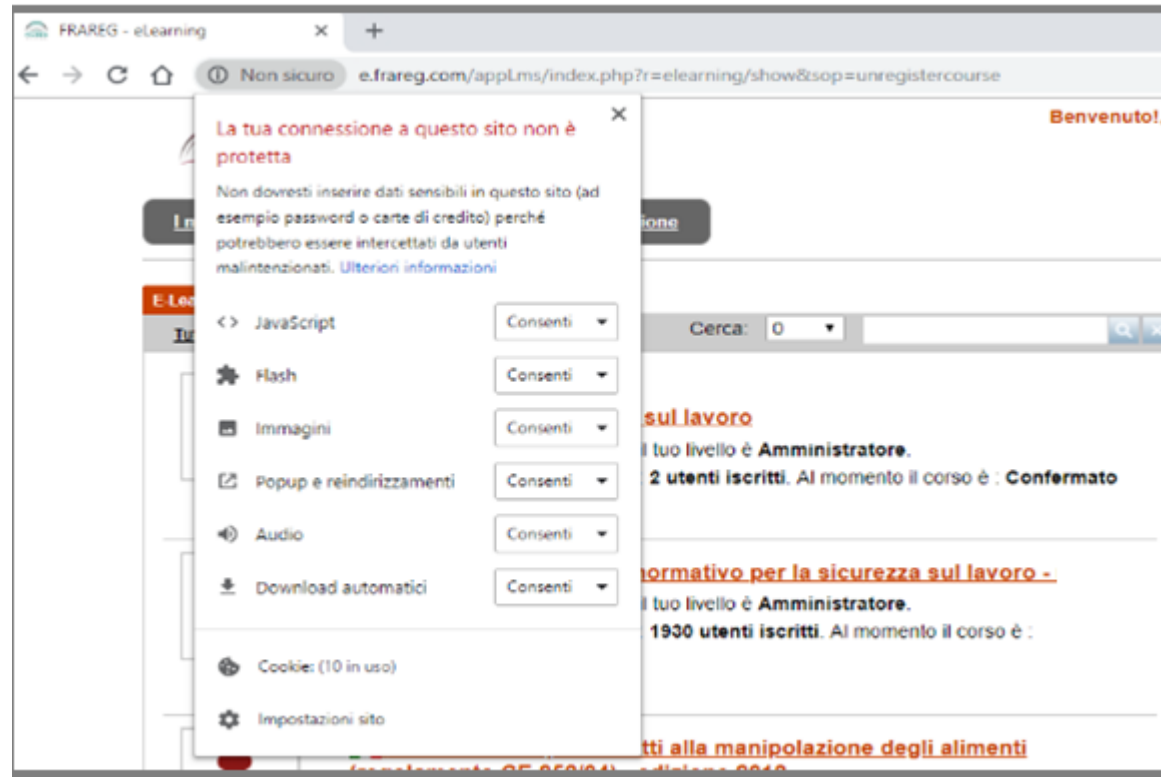 FRAREG - eLearning
Non sicuro e.frareg.com/appLms/index.php?r=elearning/show&sop=unregistercourse
Benvenuto!
La tua connessione a questo sito non è
protetta
Non dovresti inserire dati sensibili in questo sito (ad
esempio password o carte di credito) perché
potrebbero essere intercettati da utenti
malintenzionati. Ulteriori informazioni
ione
E-Lea
JavaScript Consenti
Cerca: 0
Flash Consenti
sul lavoro
Immagini Consenti
l tuo livello è Amministratore.
Popup e reindirizzamenti Consenti
: 2 utenti iscritti. Al momento il corso è : Confermato
Audio Consenti
normativo per la sicurezza sul lavoro -
Download automatici Consenti
l tuo livello è Amministratore.
: 1930 utenti iscritti. Al momento il corso è :
Cookie: (10 in uso)
Impostazioni sito
tti alla manipolazione degli alimenti